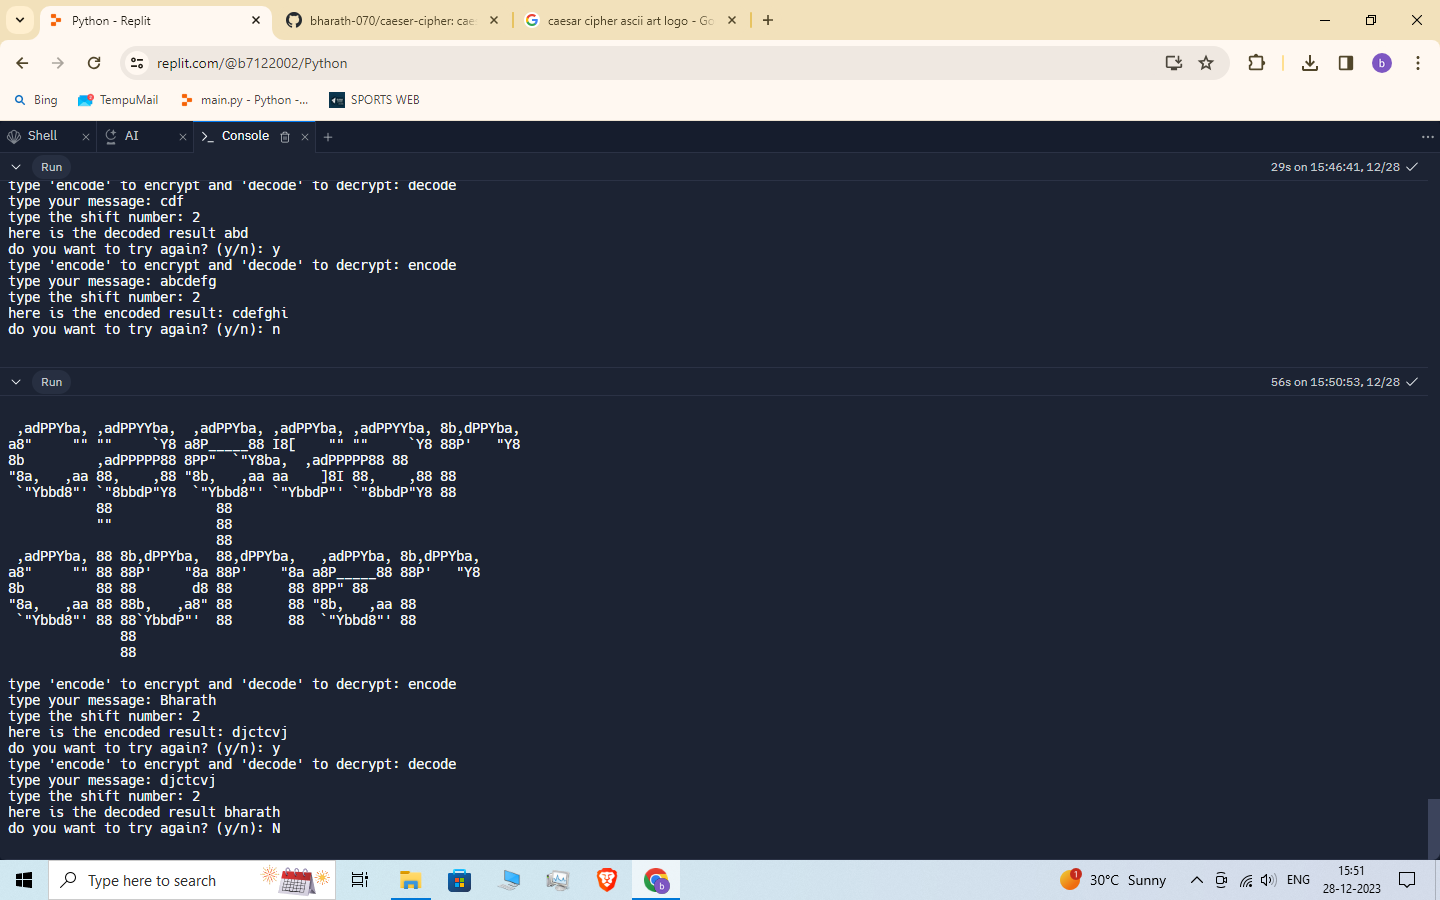 Python - Replit
bharath-070/caeser-cipher: cae
caesar cipher ascii art logo - Go
replit.com/@b7122002/Python
b
Bing
TempuMail
main.py - Python -...
SPORTS WEB
Shell
AI
Console
Run
29s on 15:46:41, 12/28
type 'encode' to encrypt and 'decode' to decrypt: decode
type your message: cdf
type the shift number: 2
here is the decoded result abd
do you want to try again? (y/n): y
type 'encode' to encrypt and 'decode' to decrypt: encode
type your message: abcdefg
type the shift number: 2
here is the encoded result: cdefghi
do you want to try again? (y/n): n
Run
56s on 15:50:53, 12/28
 ,adPPYba, ,adPPYYba,  ,adPPYba, ,adPPYba, ,adPPYYba, 8b,dPPYba,
a8"     "" ""     `Y8 a8P_____88 I8[    "" ""     `Y8 88P'   "Y8
8b         ,adPPPPP88 8PP"  `"Y8ba,  ,adPPPPP88 88
"8a,   ,aa 88,    ,88 "8b,   ,aa aa    ]8I 88,    ,88 88
 `"Ybbd8"' `"8bbdP"Y8  `"Ybbd8"' `"YbbdP"' `"8bbdP"Y8 88
           88             88
           ""             88
                          88
 ,adPPYba, 88 8b,dPPYba,  88,dPPYba,   ,adPPYba, 8b,dPPYba,
a8"     "" 88 88P'    "8a 88P'    "8a a8P_____88 88P'   "Y8
8b         88 88       d8 88       88 8PP" 88
"8a,   ,aa 88 88b,   ,a8" 88       88 "8b,   ,aa 88
 `"Ybbd8"' 88 88`YbbdP"'  88       88  `"Ybbd8"' 88
              88
              88
type 'encode' to encrypt and 'decode' to decrypt: encode
type your message: Bharath
type the shift number: 2
here is the encoded result: djctcvj
do you want to try again? (y/n): y
type 'encode' to encrypt and 'decode' to decrypt: decode
type your message: djctcvj
type the shift number: 2
here is the decoded result bharath
do you want to try again? (y/n): N
Type here to search
b
1
30°C Sunny
ENG
15:51
28-12-2023